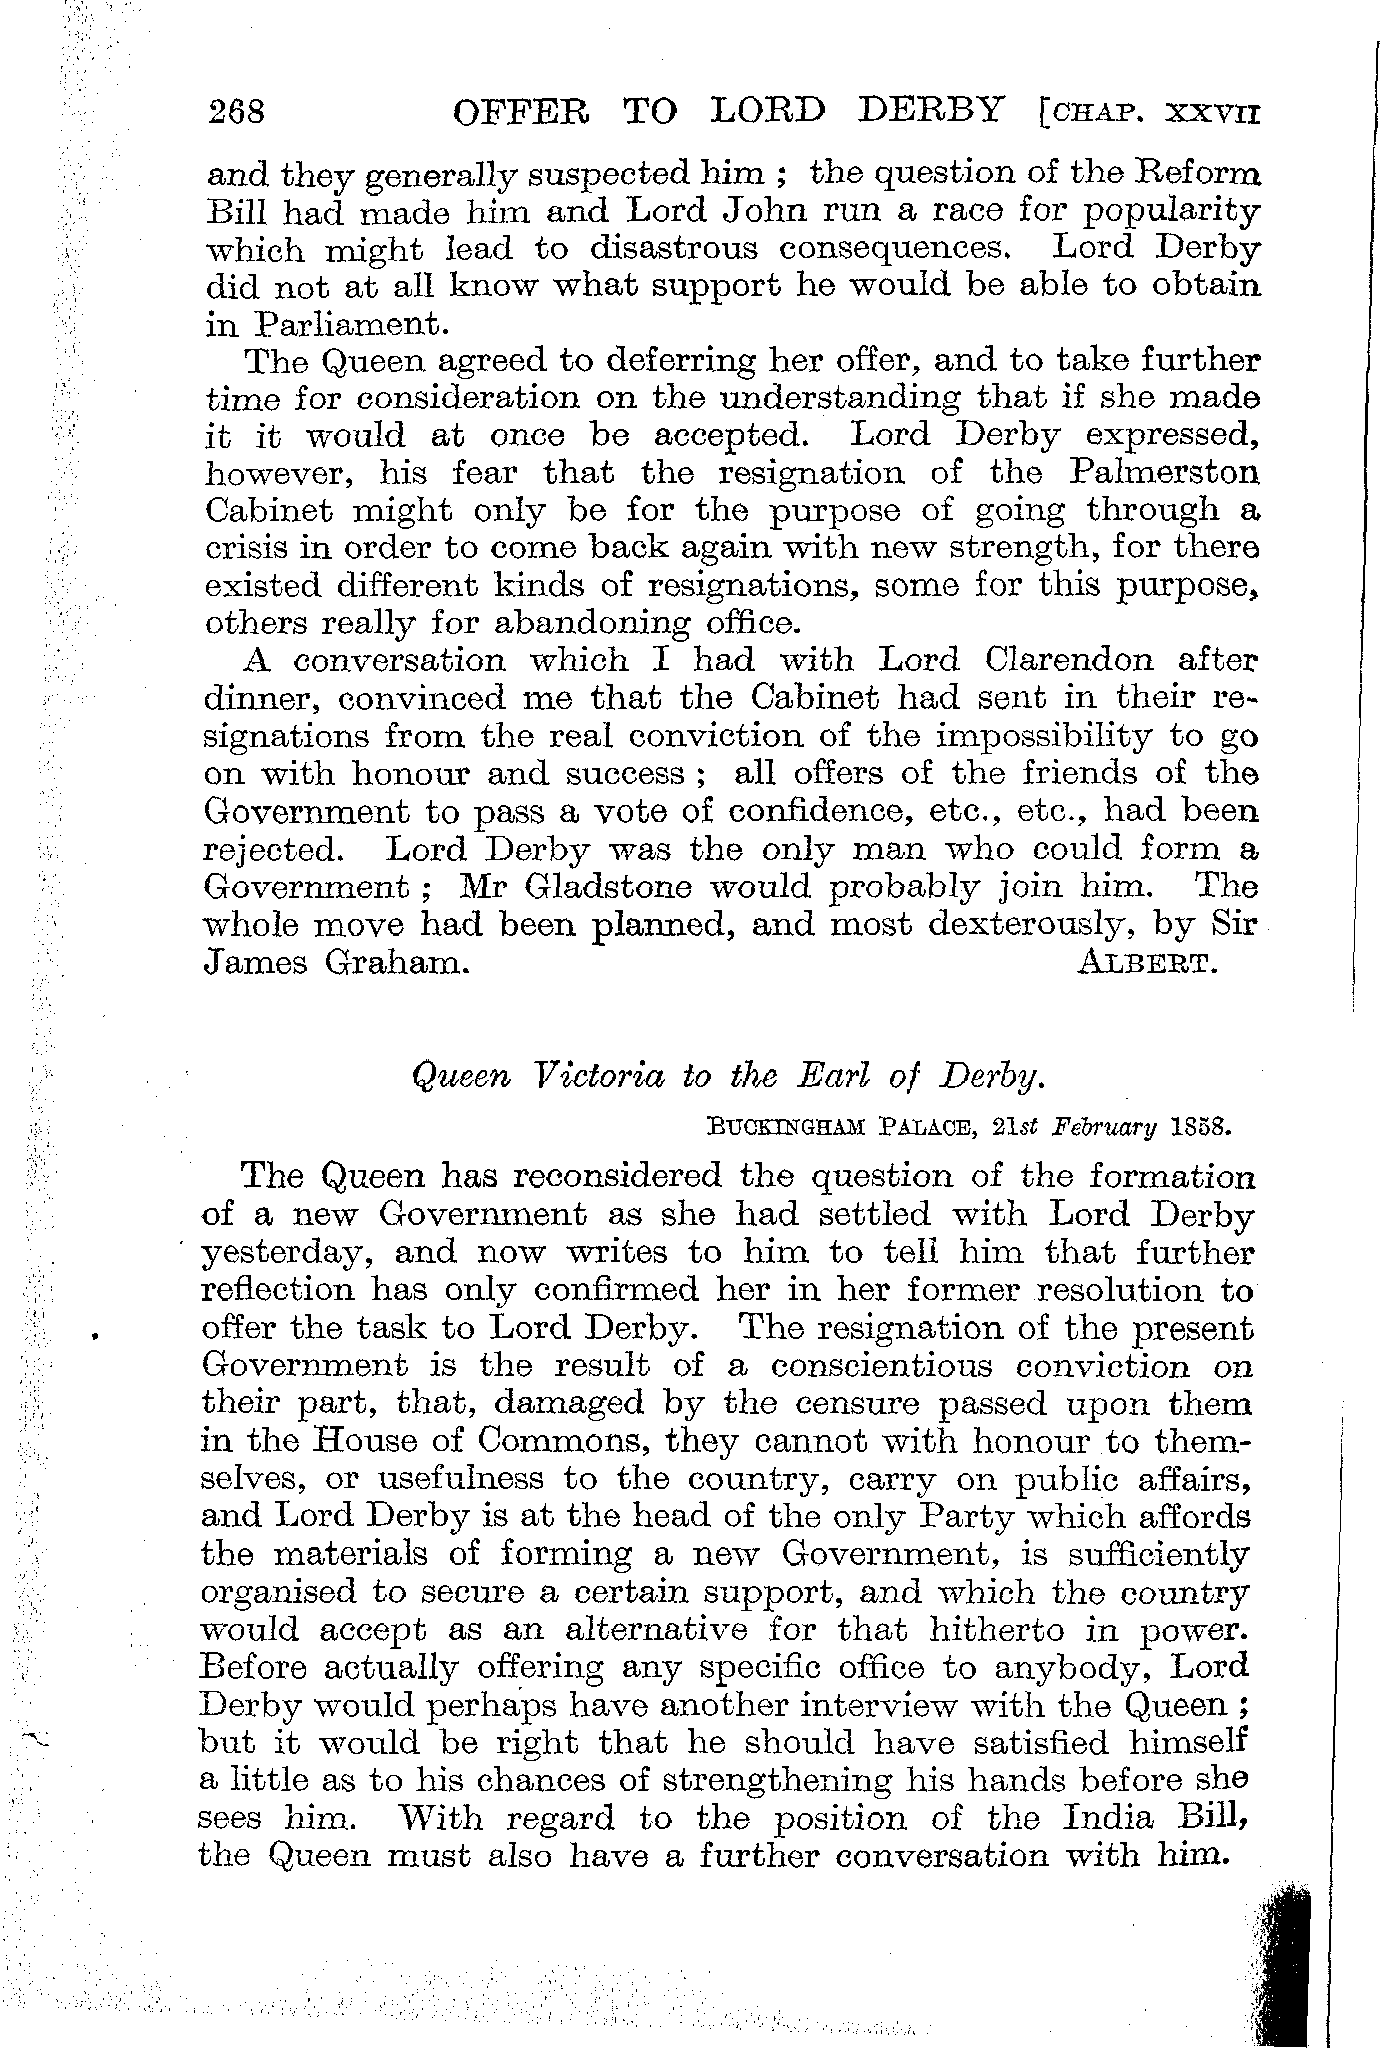 268 OFFER TO LORD DERBY [CHAP. XXVII
and they generally suspected him ; the question of the Reform
Bill had made him and Lord John run a race for popularity
which might lead to disastrous consequences. Lord Derby
did not at all know what support he would be able to obtain
in Parliament.
The Queen agreed to deferring her offer, and to take further
time for consideration on the understanding that if she made
it it would at once be accepted. Lord Derby expressed,
however, his fear that the resignation of the Palmerston
Cabinet might only be for the purpose of going through a
crisis in order to come back again with new strength, for there
existed different kinds of resignations, some for this purpose,
others really for abandoning office.
A conversation which I had with Lord Clarendon after
dinner, convinced me that the Cabinet had sent in their re-
signations from the real conviction of the impossibility to go
on with honour and success ; all offers of the friends of the
Government to pass a vote of confidence, etc., etc., had been
rejected. Lord Derby was the only man who could form a
Government ; Mr Gladstone would probably join him. The
whole move had been planned, and most dexterously, by Sir
James Graham. ALBERT.
Queen Victoria to the Earl of Derby.
BUCKINGHAM PALACE, 21st February 1858.
The Queen has reconsidered the question of the formation
of a new Government as she had settled with Lord Derby
yesterday, and now writes to him to tell him that further
reflection has only confirmed her in her former resolution to
offer the task to Lord Derby. The resignation of the present
Government is the result of a conscientious conviction on
their part, that, damaged by the censure passed upon them
in the House of Commons, they cannot with honour to them-
selves, or usefulness to the country, carry on public affairs,
and Lord Derby is at the head of the only Party which affords
the materials of forming a new Government, is sufficiently
organised to secure a certain support, and which the country
would accept as an alternative for that hitherto in power.
Before actually offering any specific office to anybody, Lord
Derby would perhaps have another interview with the Queen ;
but it would be right that he should have satisfied himself
a little as to his chances of strengthening his hands before she
sees him. With regard to the position of the India Bill,
the Queen must also have a further conversation with him.